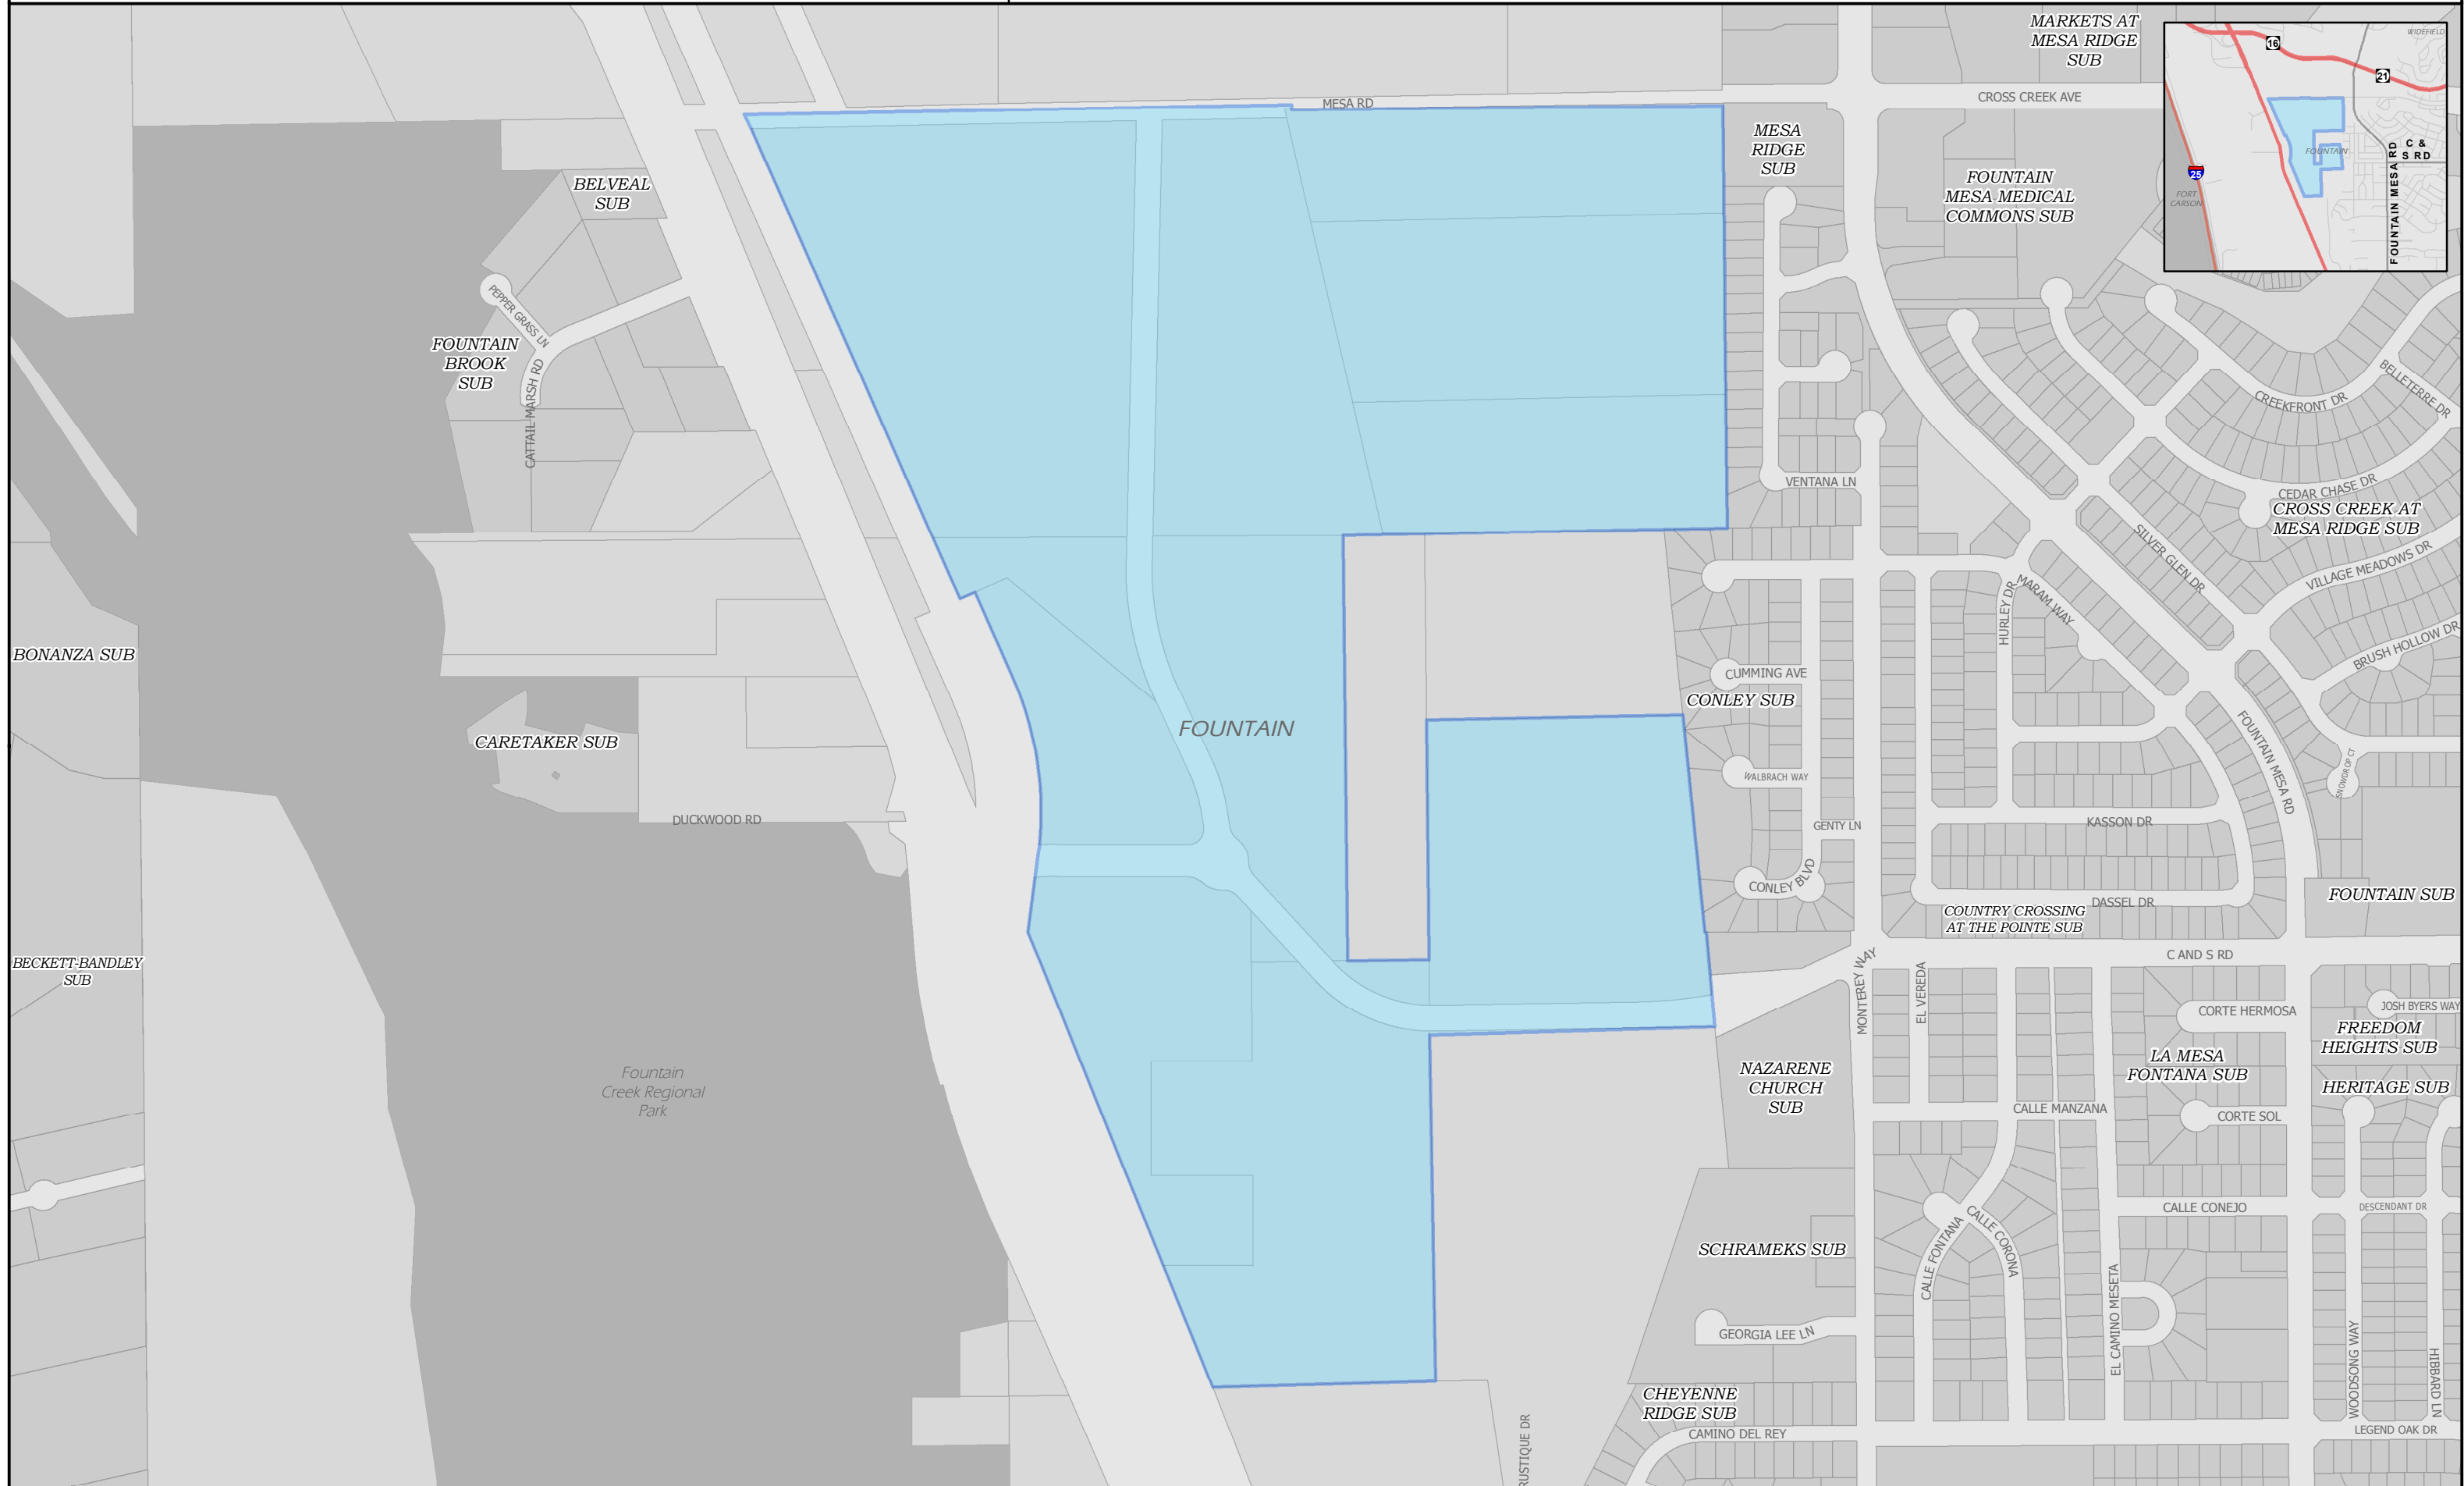 MARKETS AT
MESA RIDGE
SUB
WIDEFIELD
16
21
FOUNTAIN
C &
S RD
25
FORT
CARSON
FOUNTAIN MESA RD
MESA RD
CROSS CREEK AVE
MESA
RIDGE
SUB
FOUNTAIN
MESA MEDICAL
COMMONS SUB
BELVEAL
SUB
PEPPER GRASS LN
FOUNTAIN
BROOK
SUB
CATTAIL MARSH RD
BELLETERRE DR
CREEKFRONT DR
VENTANA LN
CEDAR CHASE DR
CROSS CREEK AT
MESA RIDGE SUB
SILVER GLEN DR
VILLAGE MEADOWS DR
HURLEY DR
MARAM WAY
BRUSH HOLLOW DR
BONANZA SUB
CUMMING AVE
CONLEY SUB
FOUNTAIN
CARETAKER SUB
FOUNTAIN MESA RD
WALBRACH WAY
SNOWDROP CT
DUCKWOOD RD
GENTY LN
KASSON DR
CONLEY BLVD
FOUNTAIN SUB
DASSEL DR
COUNTRY CROSSING
AT THE POINTE SUB
C AND S RD
BECKETT-BANDLEY
SUB
MONTEREY WAY
EL VEREDA
CORTE HERMOSA
JOSH BYERS WAY
FREEDOM
HEIGHTS SUB
LA MESA
FONTANA SUB
NAZARENE
CHURCH
SUB
Fountain
Creek Regional
Park
HERITAGE SUB
CALLE MANZANA
CORTE SOL
CALLE CONEJO
DESCENDANT DR
SCHRAMEKS SUB
CALLE FONTANA
CALLE CORONA
EL CAMINO MESETA
GEORGIA LEE LN
WOODSONG WAY
HIBBARD LN
CHEYENNE
RIDGE SUB
RUSTIQUE DR
CAMINO DEL REY
LEGEND OAK DR